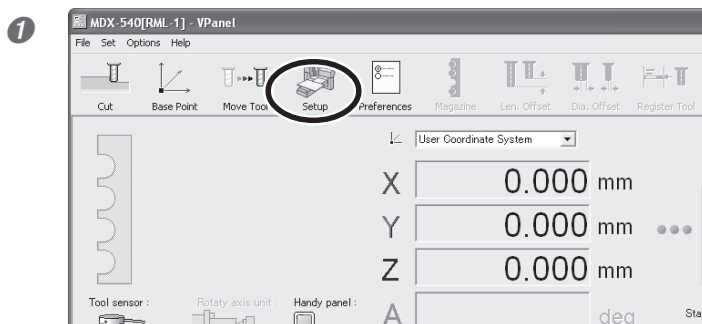 1
MDX-540[RML-1] - VPanel
File Set Options Help
Cut Base Point Move Tool Setup Preferences Magazine Len. Offset Dia. Offset Register Tool
User Coordinate System
X 0.000 mm
Y 0.000 mm
Z 0.000 mm
Tool sensor : Rotaty axis unit : Handy panel :
A deg